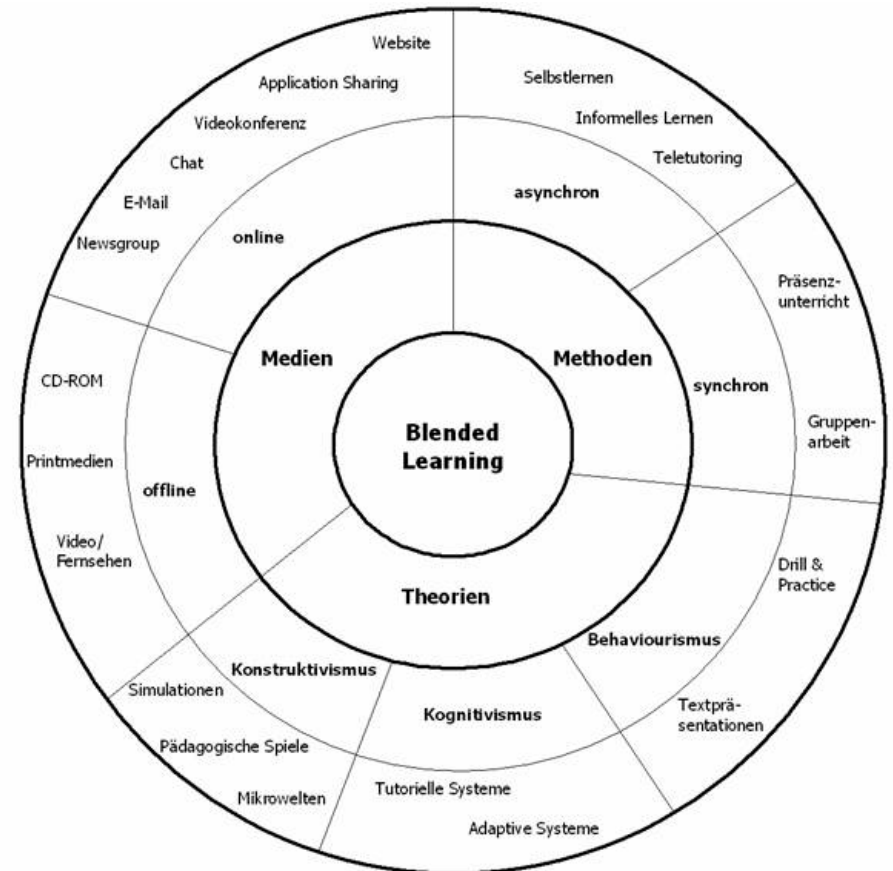 Website
Application Sharing
Videokonferenz
Chat
E-Mail
Newsgroup
online
Selbstlernen
Informelles Lernen
Teletutoring
asynchron
Präsenz-
unterricht
Gruppen-
arbeit
synchron
Medien
Methoden
Blended
Learning
Theorien
CD-ROM
Printmedien
Video/
Fernsehen
offline
Drill &
Practice
Textprä-
sentationen
Behaviourismus
Konstruktivismus
Simulationen
Pädagogische Spiele
Mikrowelten
Kognitivismus
Tutorielle Systeme
Adaptive Systeme